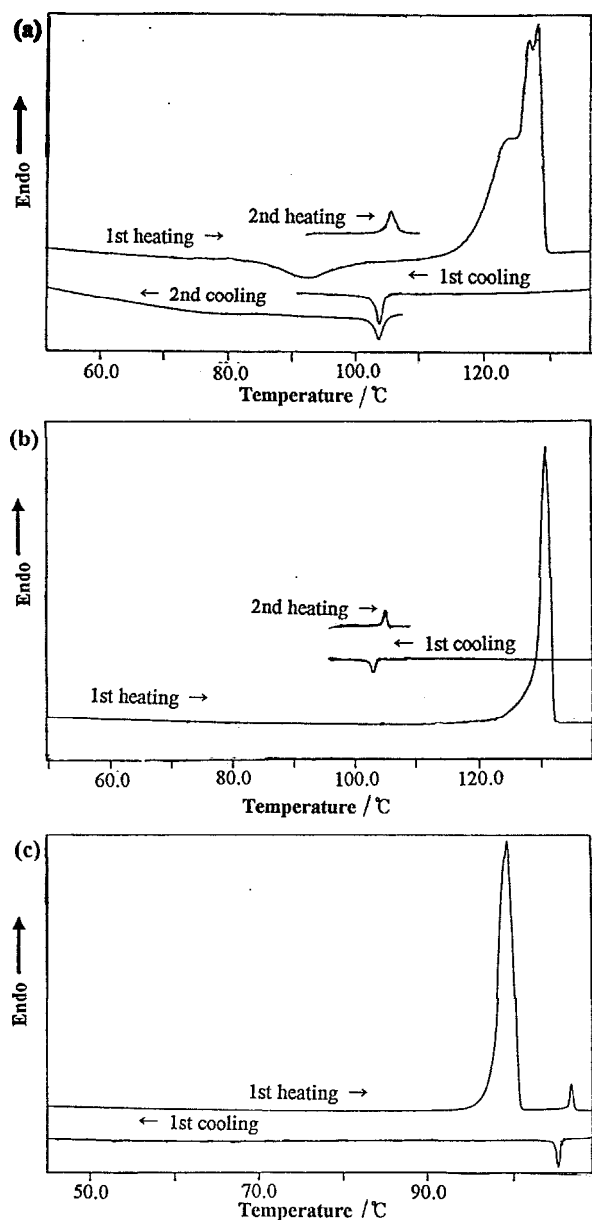 (a)
Endo
2nd heating →
1st heating →
← 1st cooling
← 2nd cooling
60.0 80.0 100.0 120.0
Temperature / ℃
(b)
Endo
2nd heating →
← 1st cooling
1st heating →
60.0 80.0 100.0 120.0
Temperature / ℃
(c)
Endo
1st heating →
← 1st cooling
50.0 70.0 90.0
Temperature / ℃